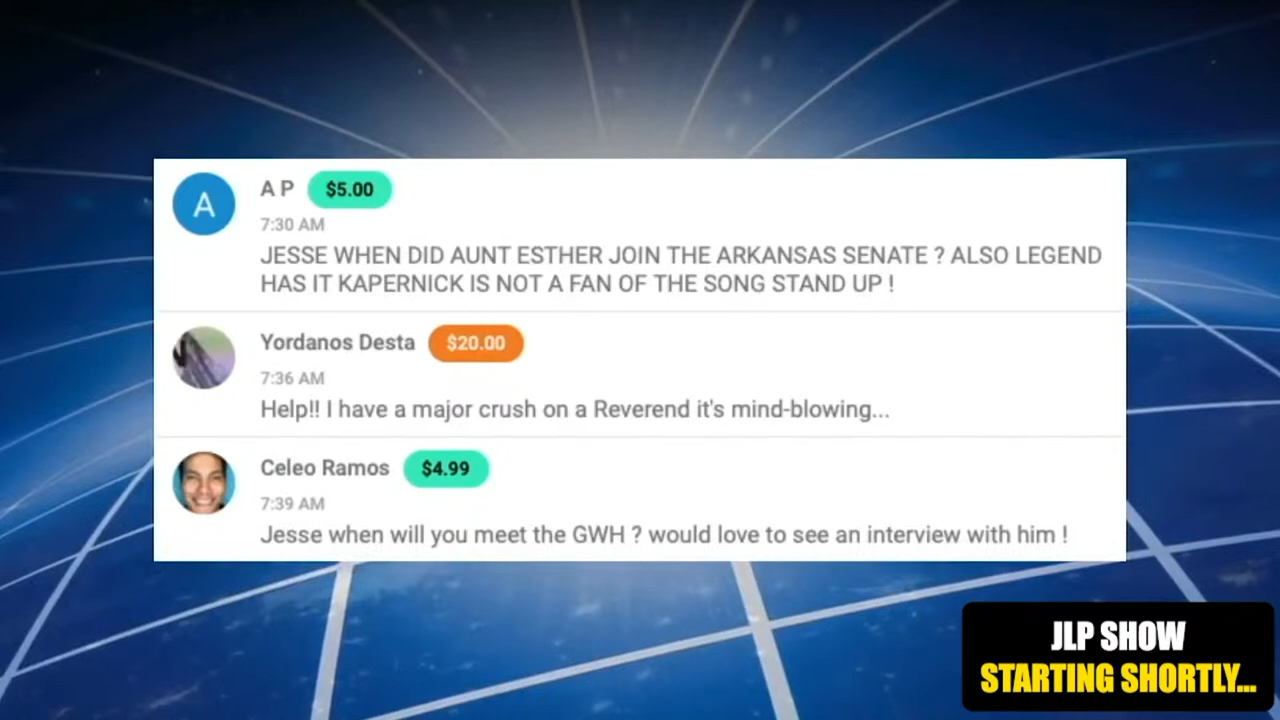 A
A P $5.00
7:30 AM
JESSE WHEN DID AUNT ESTHER JOIN THE ARKANSAS SENATE ? ALSO LEGEND
HAS IT KAPERNICK IS NOT A FAN OF THE SONG STAND UP !
Yordanos Desta $20.00
7:36 AM
Help!! I have a major crush on a Reverend it's mind-blowing...
Celeo Ramos $4.99
7:39 AM
Jesse when will you meet the GWH ? would love to see an interview with him !
JLP SHOW
STARTING SHORTLY...